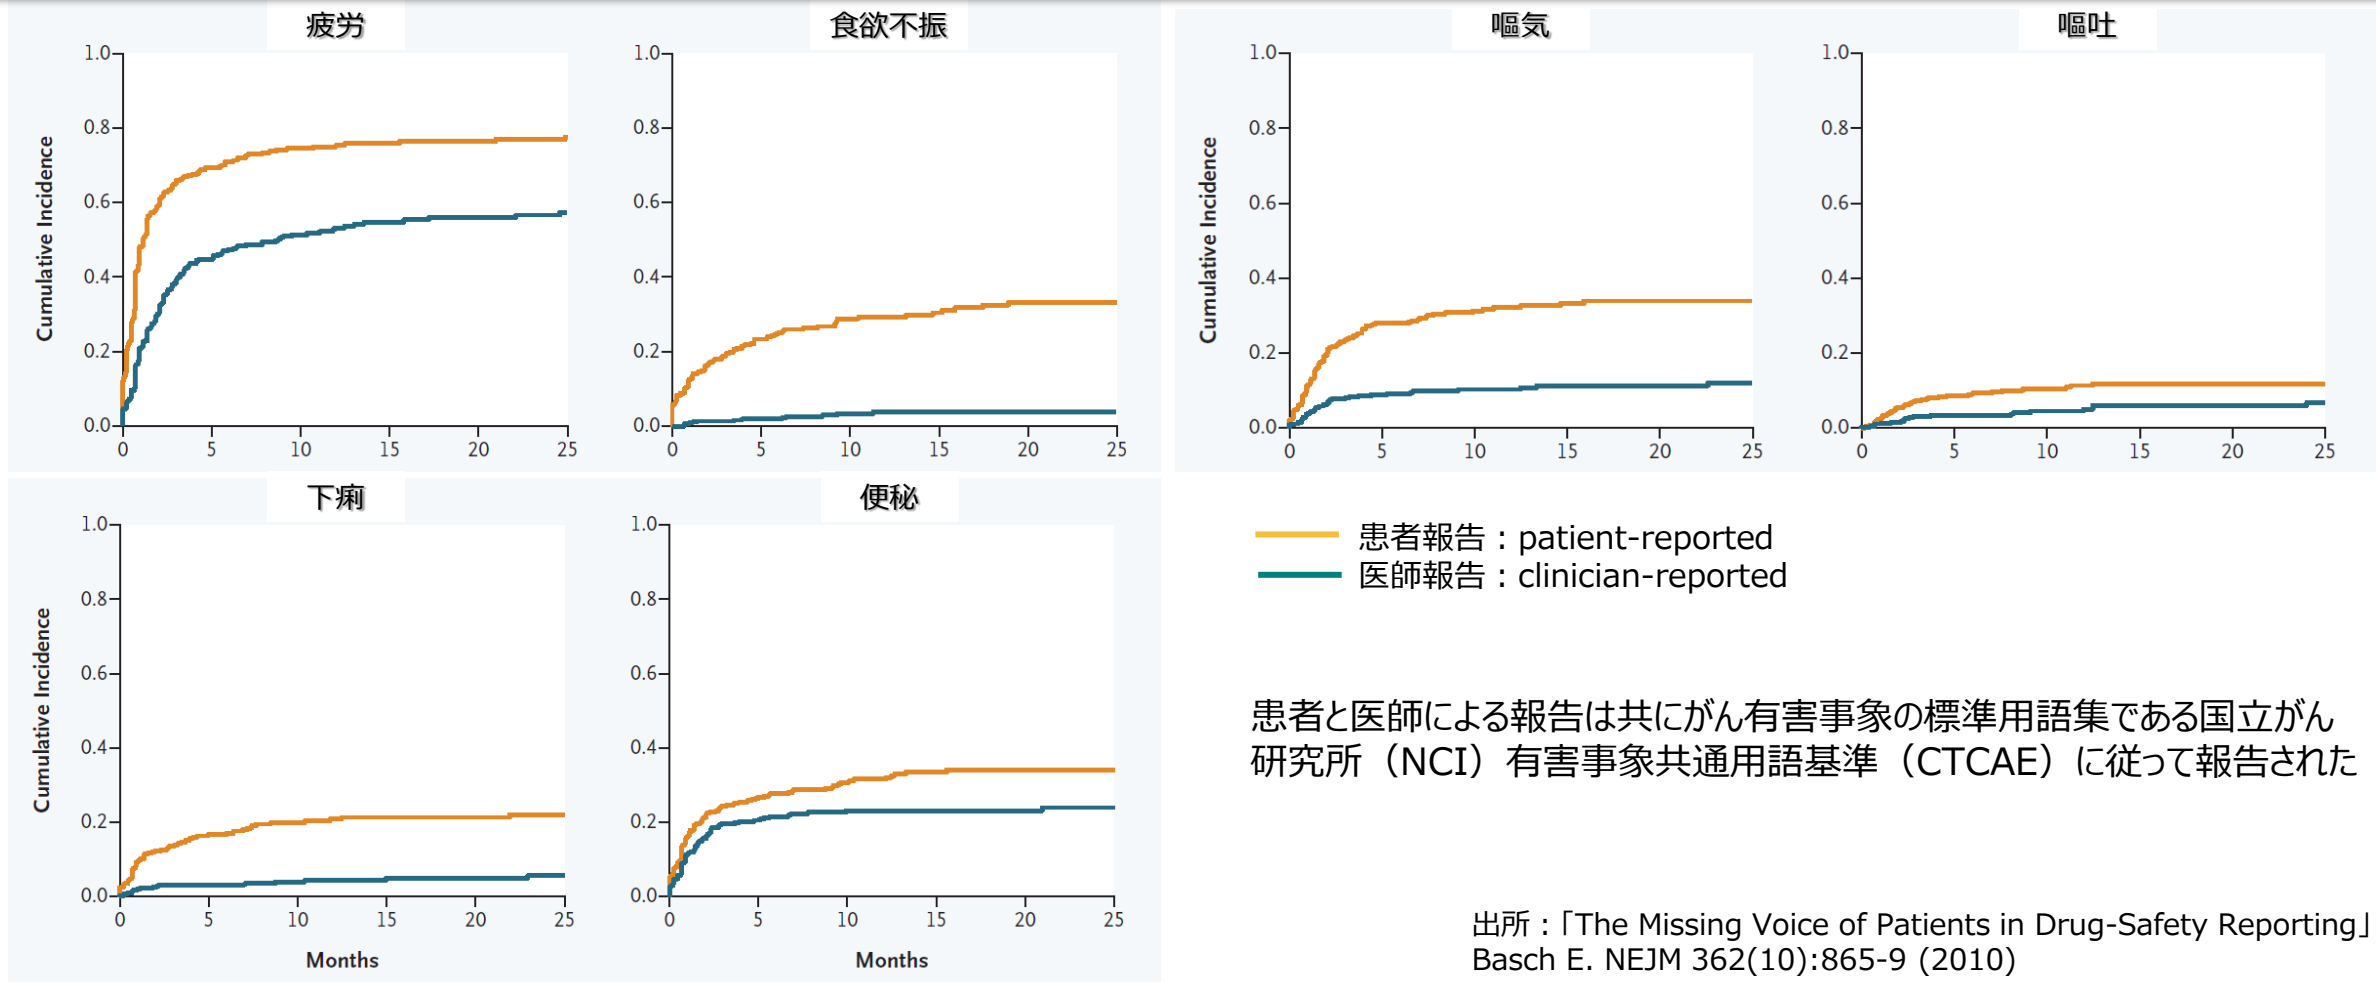 疲労
1.0
0.8
0.6
0.4
0.2
0.0
0 5 10 15 20 25
Cumulative Incidence
食欲不振
1.0
0.8
0.6
0.4
0.2
0.0
0 5 10 15 20 25
嘔気
1.0
0.8
0.6
0.4
0.2
0.0
0 5 10 15 20 25
Cumulative Incidence
嘔吐
1.0
0.8
0.6
0.4
0.2
0.0
0 5 10 15 20 25
下痢
1.0
0.8
0.6
0.4
0.2
0.0
0 5 10 15 20 25
Cumulative Incidence
Months
便秘
1.0
0.8
0.6
0.4
0.2
0.0
0 5 10 15 20 25
Months
患者報告：patient-reported
医師報告：clinician-reported
患者と医師による報告は共にがん有害事象の標準用語集である国立がん
研究所（NCI）有害事象共通用語基準（CTCAE）に従って報告された
出所：「The Missing Voice of Patients in Drug-Safety Reporting」
Basch E. NEJM 362(10):865-9 (2010)